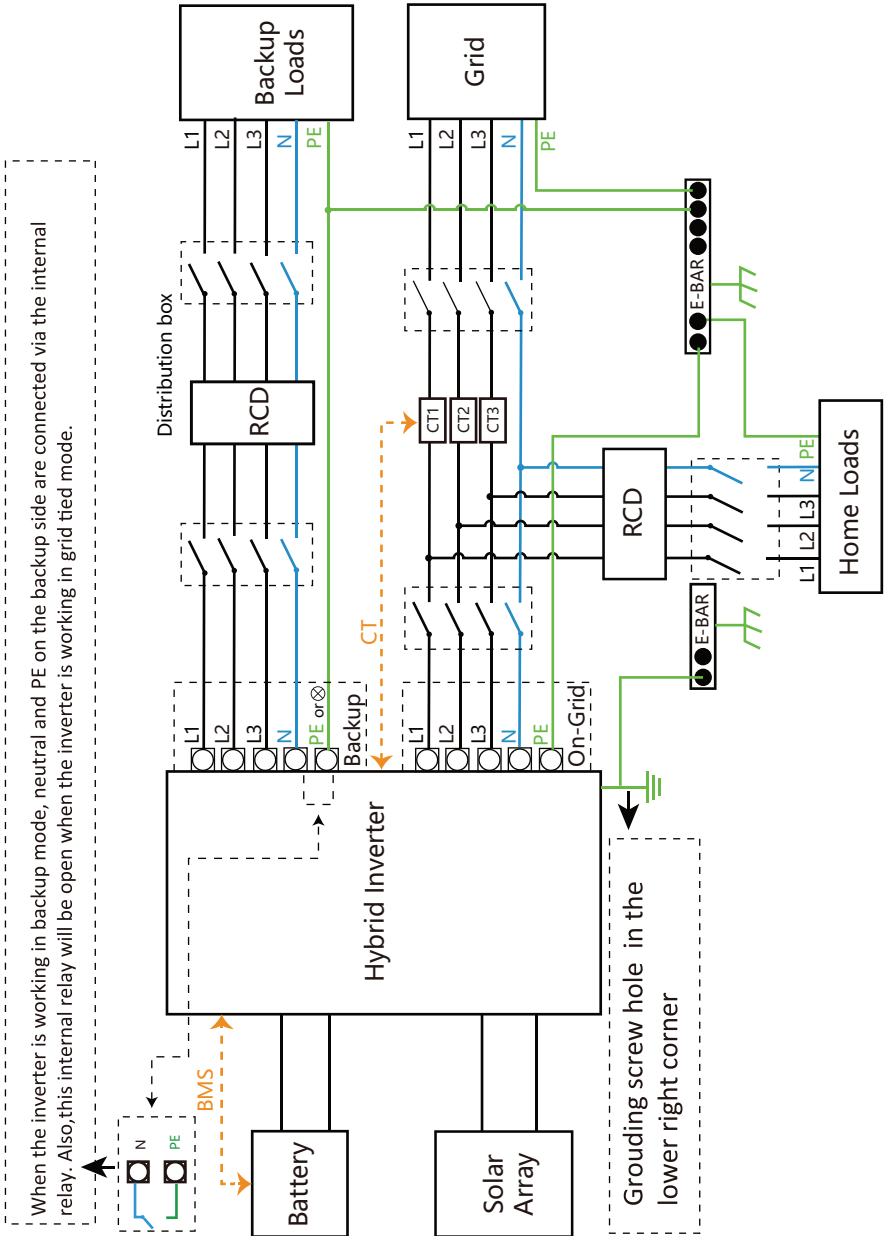 When the inverter is working in backup mode, neutral and PE on the backup side are connected via the internal
relay. Also,this internal relay will be open when the inverter is working in grid tied mode.
Backup
Loads
L1
L2
L3
N
PE
Grid
L1
L2
L3
N
PE
Distribution box
RCD
CT1
CT2
CT3
E-BAR
CT
RCD
L1
L2
L3
N
PE
Home Loads
E-BAR
L1
L2
L3
N
PE or⊗
Backup
L1
L2
L3
N
PE
On-Grid
Hybrid Inverter
N
PE
BMS
Battery
Solar
Array
Grouding screw hole in the
lower right corner